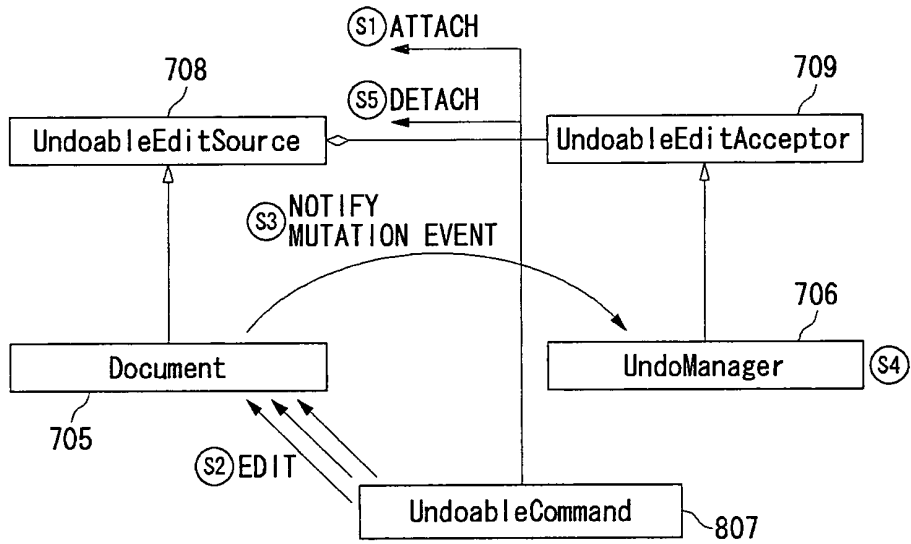 S1 ATTACH
708
709
S5 DETACH
UndoableEditSource
UndoableEditAcceptor
S3 NOTIFY
MUTATION EVENT
706
Document
UndoManager
S4
705
S2 EDIT
UndoableCommand
807